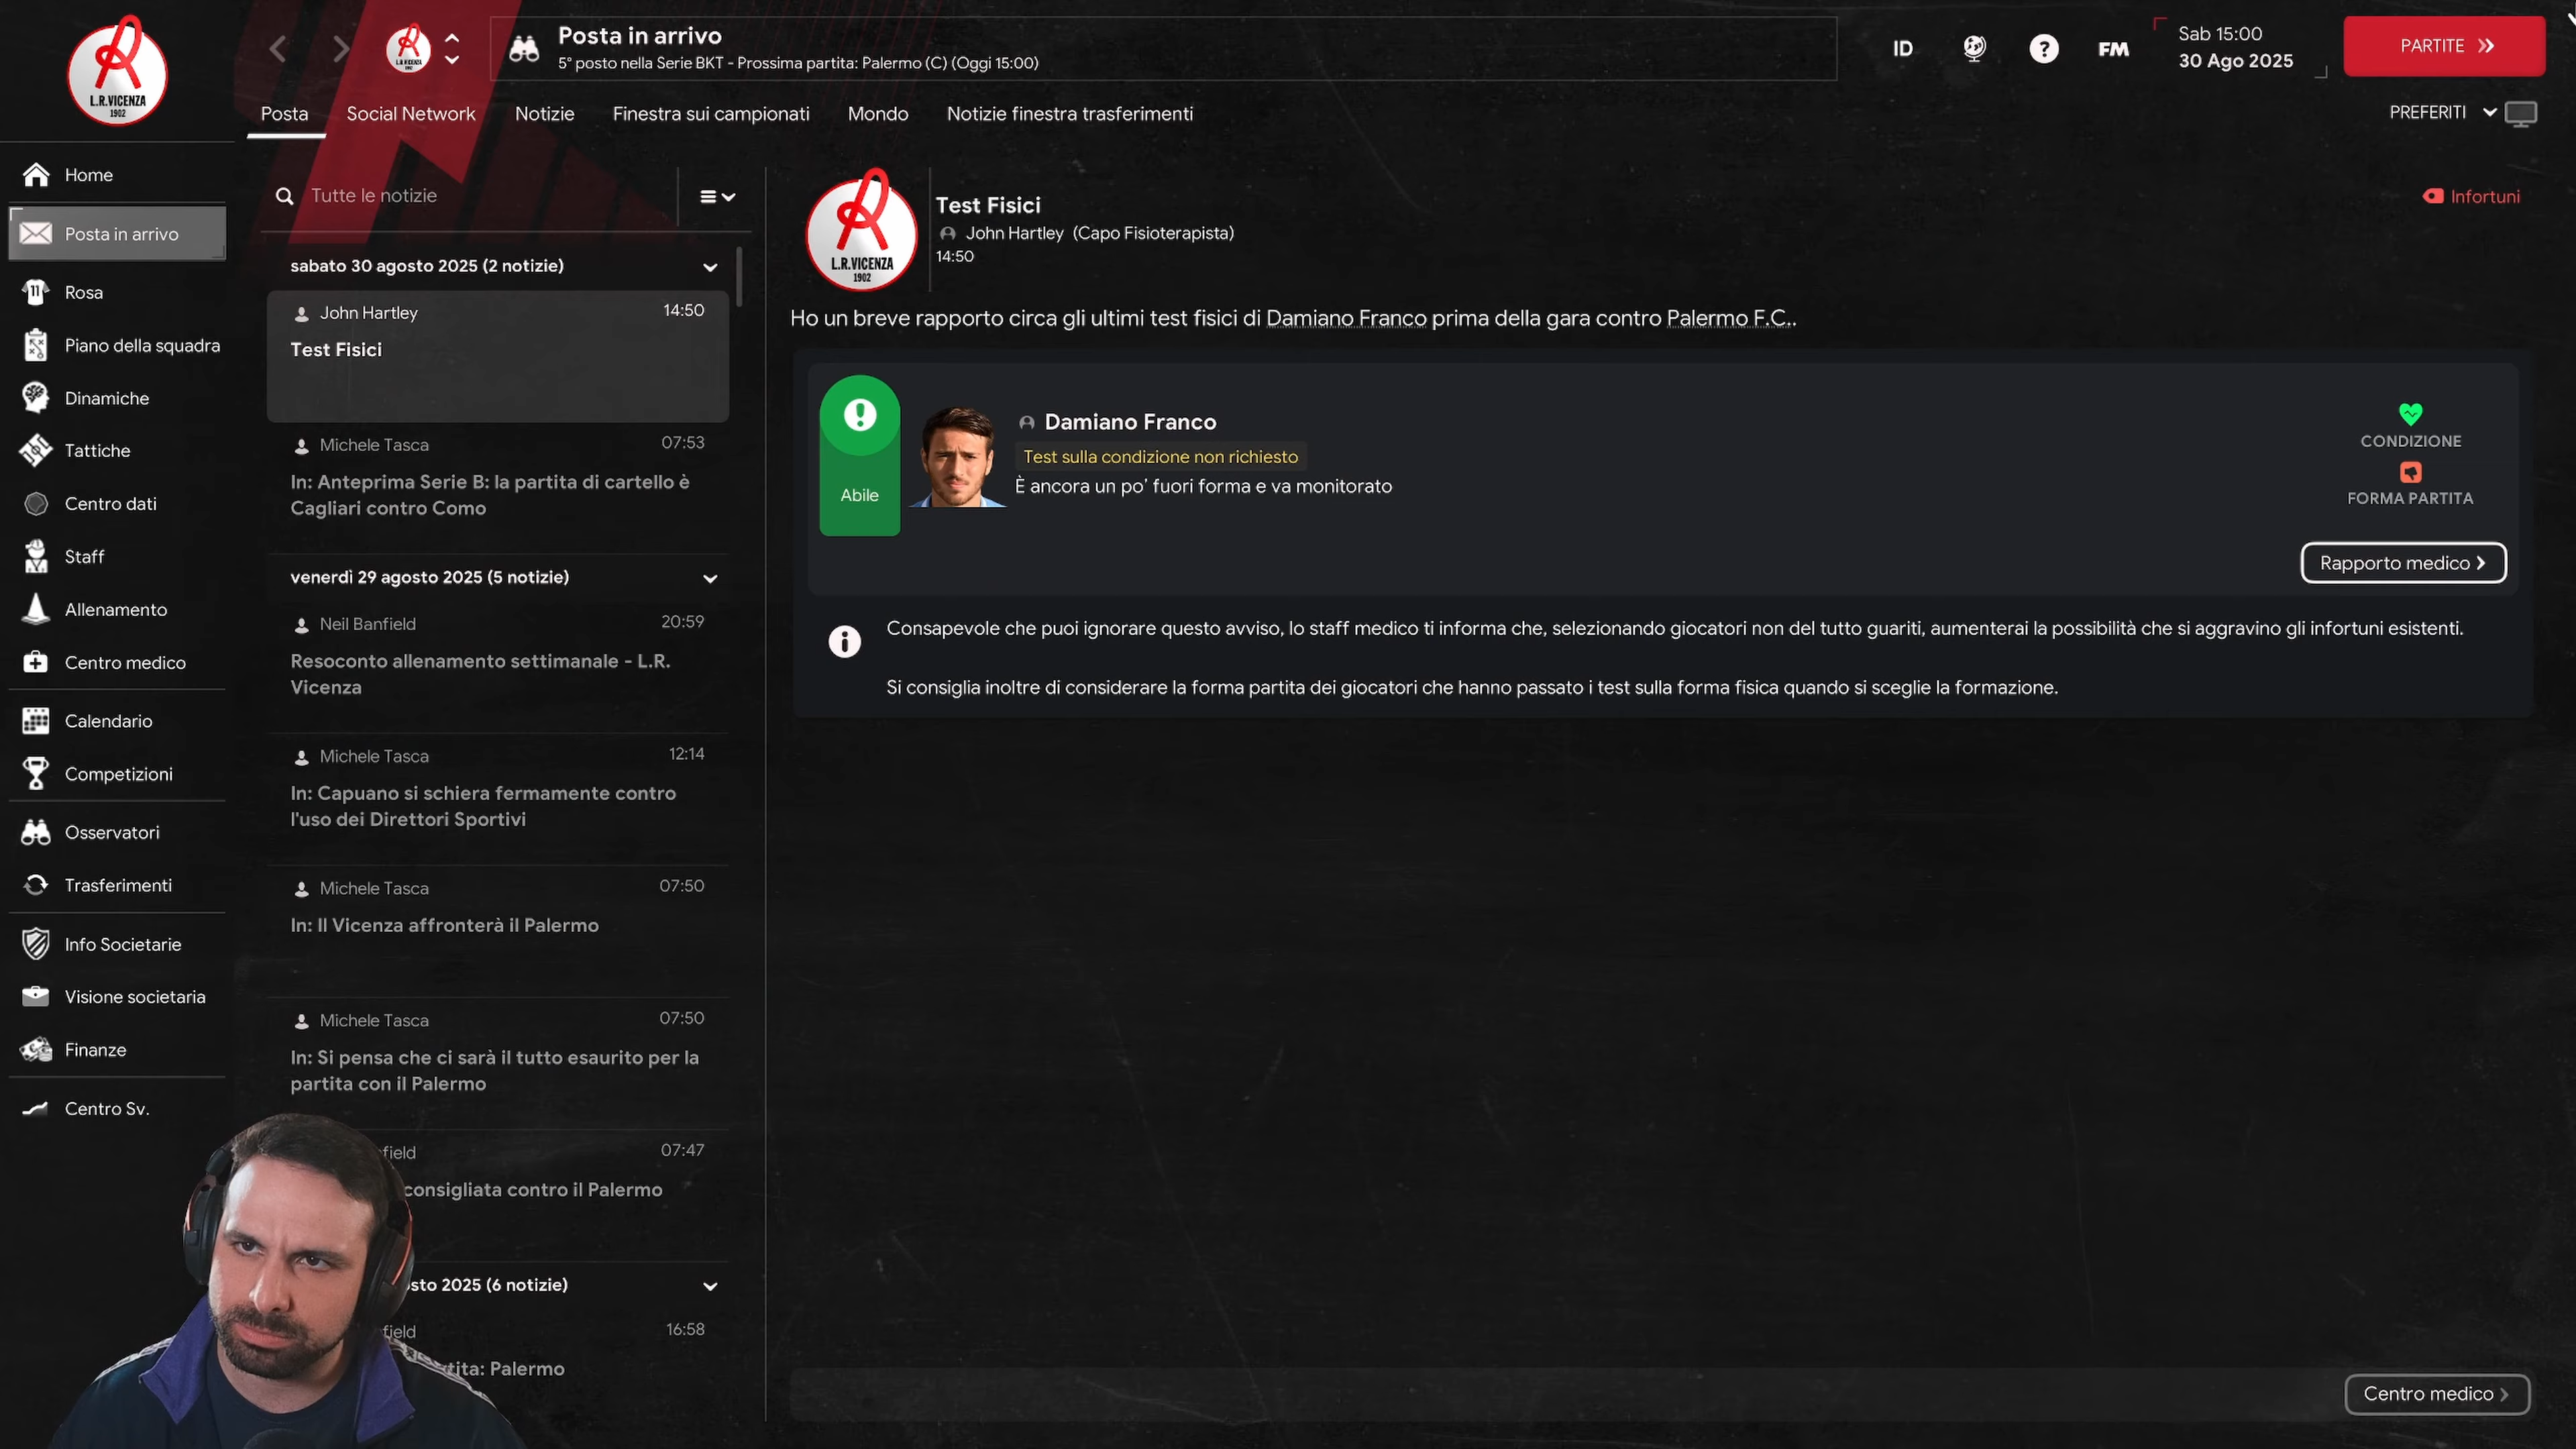 L.R.VICENZA
1902
Posta in arrivo
5° posto nella Serie BKT - Prossima partita: Palermo (C) (Oggi 15:00)
ID
?
FM
Sab 15:00
30 Ago 2025
PARTITE
Posta
Social Network
Notizie
Finestra sui campionati
Mondo
Notizie finestra trasferimenti
PREFERITI
Home
Posta in arrivo
Rosa
Piano della squadra
Dinamiche
Tattiche
Centro dati
Staff
Allenamento
Centro medico
Calendario
Competizioni
Osservatori
Trasferimenti
Info Societarie
Visione societaria
Finanze
Centro Sv.
Tutte le notizie
sabato 30 agosto 2025 (2 notizie)
John Hartley 14:50
Test Fisici
Michele Tasca 07:53
In: Anteprima Serie B: la partita di cartello è
Cagliari contro Como
venerdì 29 agosto 2025 (5 notizie)
Neil Banfield 20:59
Resoconto allenamento settimanale - L.R.
Vicenza
Michele Tasca 12:14
In: Capuano si schiera fermamente contro
l'uso dei Direttori Sportivi
Michele Tasca 07:50
In: Il Vicenza affronterà il Palermo
Michele Tasca 07:50
In: Si pensa che ci sarà il tutto esaurito per la
partita con il Palermo
field 07:47
consigliata contro il Palermo
sto 2025 (6 notizie)
field 16:58
tita: Palermo
L.R.VICENZA
1902
Test Fisici
John Hartley (Capo Fisioterapista)
14:50
Infortuni
Ho un breve rapporto circa gli ultimi test fisici di Damiano Franco prima della gara contro Palermo F.C..
Abile
Damiano Franco
Test sulla condizione non richiesto
È ancora un po' fuori forma e va monitorato
CONDIZIONE
FORMA PARTITA
Rapporto medico
Consapevole che puoi ignorare questo avviso, lo staff medico ti informa che, selezionando giocatori non del tutto guariti, aumenterai la possibilità che si aggravino gli infortuni esistenti.
Si consiglia inoltre di considerare la forma partita dei giocatori che hanno passato i test sulla forma fisica quando si sceglie la formazione.
Centro medico